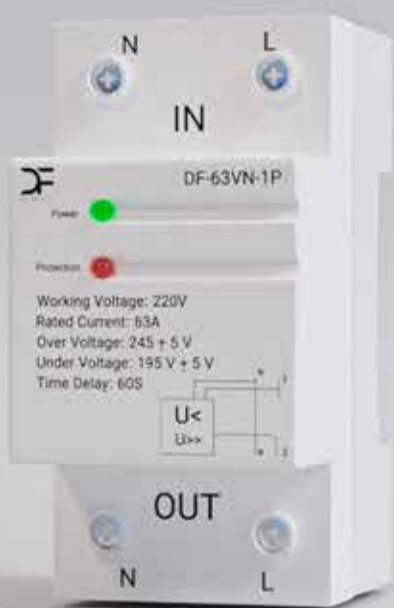 N L
IN
DF
DF-63VN-1P
Power
Protection
Working Voltage: 220V
Rated Current: 63A
Over Voltage: 245 + 5 V
Under Voltage: 195 V + 5 V
Time Delay: 60S
U<
U>>
OUT
N L